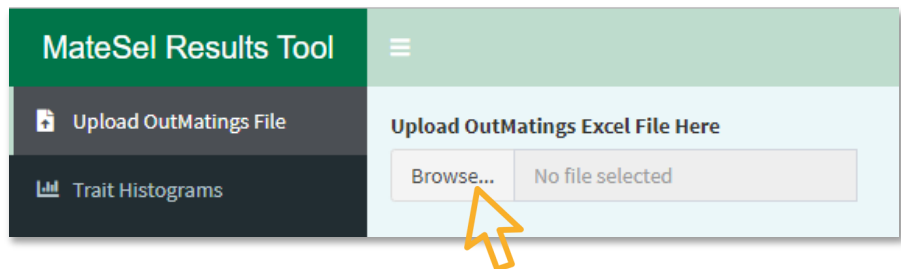 MateSel Results Tool
Upload OutMatings File
Upload OutMatings Excel File Here
Browse... No file selected
Trait Histograms